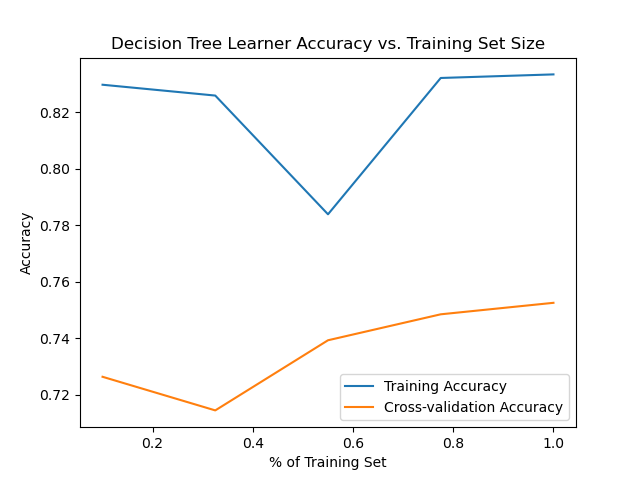 Decision Tree Learner Accuracy vs. Training Set Size
Accuracy
0.82
0.80
0.78
0.76
0.74
0.72
0.2
0.4
0.6
0.8
1.0
% of Training Set
Training Accuracy
Cross-validation Accuracy